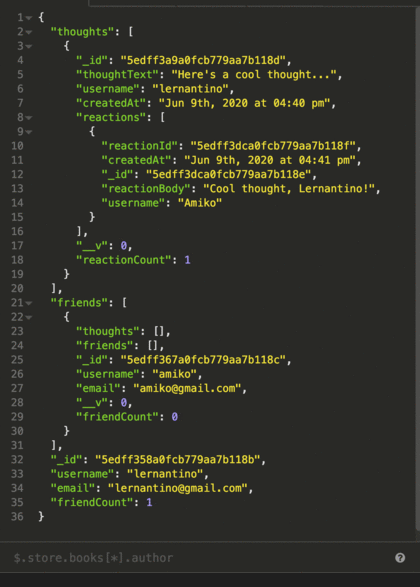 1 {
2 "thoughts": [
3 {
4 "_id": "5edff3a9a0fcb779aa7b118d",
5 "thoughtText": "Here's a cool thought...",
6 "username": "lernantino",
7 "createdAt": "Jun 9th, 2020 at 04:40 pm",
8 "reactions": [
9 {
10 "reactionId": "5edff3dca0fcb779aa7b118f",
11 "createdAt": "Jun 9th, 2020 at 04:41 pm",
12 "_id": "5edff3dca0fcb779aa7b118e",
13 "reactionBody": "Cool thought, Lernantino!",
14 "username": "Amiko"
15 }
16 ],
17 "__v": 0,
18 "reactionCount": 1
19 }
20 ],
21 "friends": [
22 {
23 "thoughts": [],
24 "friends": [],
25 "_id": "5edff367a0fcb779aa7b118c",
26 "username": "amiko",
27 "email": "amiko@gmail.com",
28 "__v": 0,
29 "friendCount": 0
30 }
31 ],
32 "_id": "5edff358a0fcb779aa7b118b",
33 "username": "lernantino",
34 "email": "lernantino@gmail.com",
35 "friendCount": 1
36 }
$.store.books[*].author ?